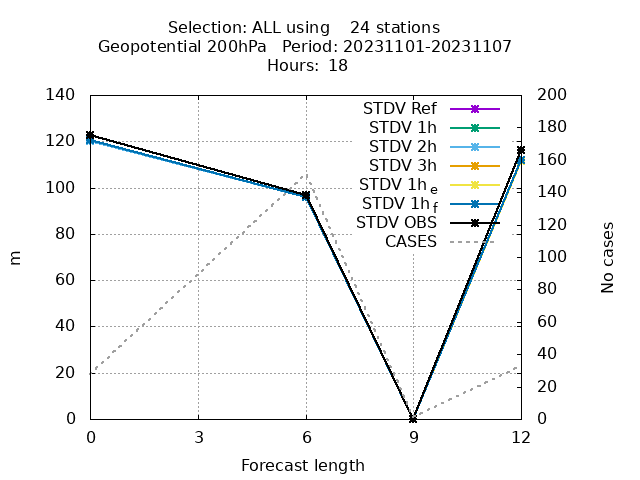 Selection: ALL using    24 stations
Geopotential 200hPa   Period: 20231101-20231107
Hours:  18
140
120
100
80
60
40
20
0
200
180
160
140
120
100
80
60
40
20
0
m
No cases
STDV Ref
STDV 1h
STDV 2h
STDV 3h
STDV 1h e
STDV 1h f
STDV OBS
CASES
0 3 6 9 12
Forecast length